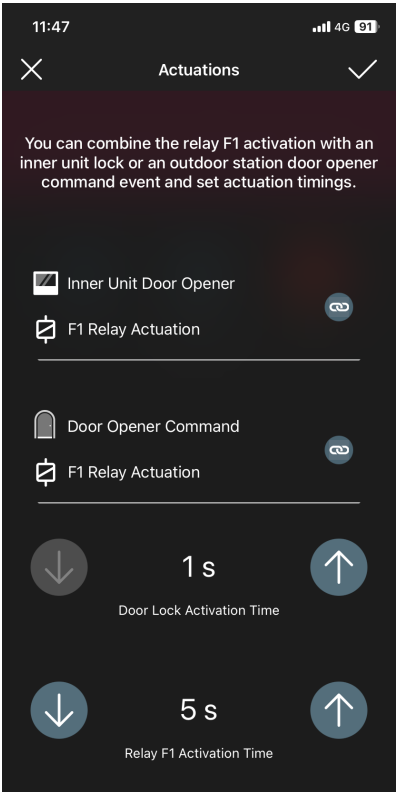 11:47
4G 91
Actuations
You can combine the relay F1 activation with an
inner unit lock or an outdoor station door opener
command event and set actuation timings.
Inner Unit Door Opener
F1 Relay Actuation
Door Opener Command
F1 Relay Actuation
1 s
Door Lock Activation Time
5 s
Relay F1 Activation Time